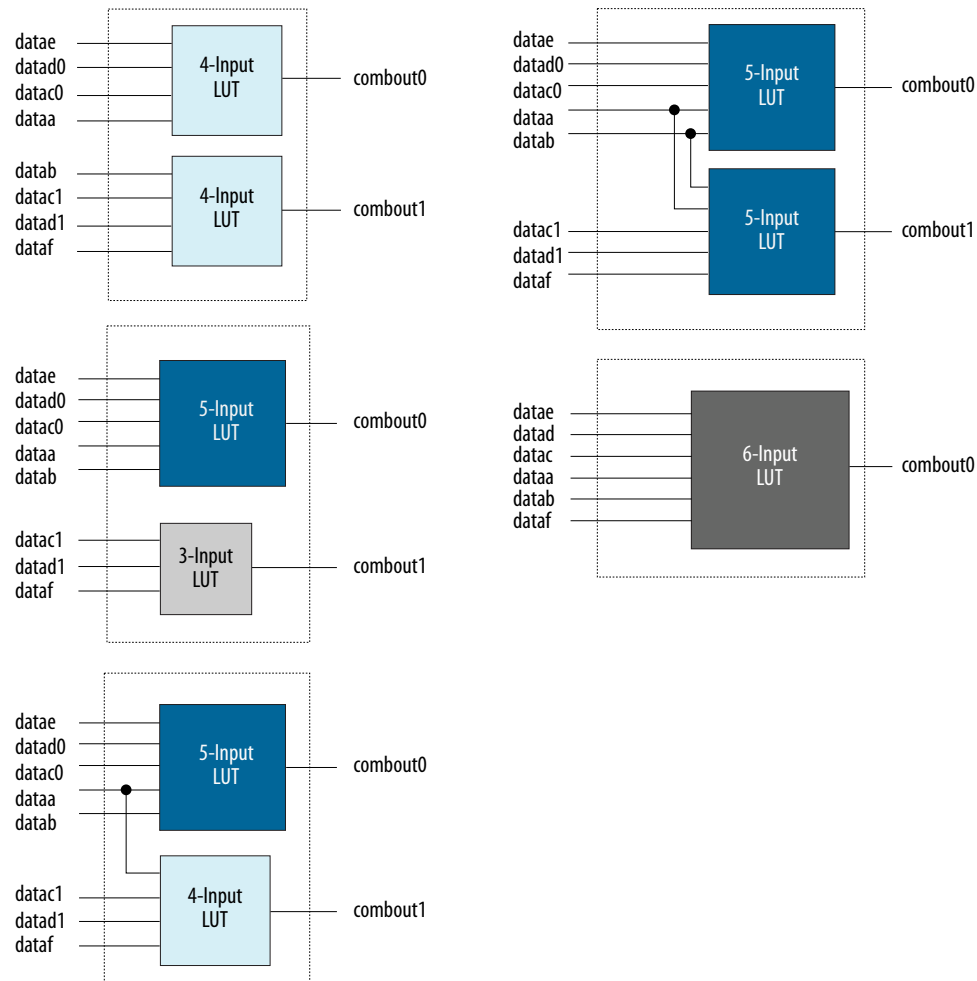 datae
datad0
datac0
dataa
4-Input
LUT
combout0
datab
datac1
datad1
dataf
4-Input
LUT
combout1
datae
datad0
datac0
dataa
datab
5-Input
LUT
combout0
datac1
datad1
dataf
3-Input
LUT
combout1
datae
datad0
datac0
dataa
datab
5-Input
LUT
combout0
datac1
datad1
dataf
4-Input
LUT
combout1
datae
datad0
datac0
dataa
datab
5-Input
LUT
combout0
datac1
datad1
dataf
5-Input
LUT
combout1
datae
datad
datac
dataa
datab
dataf
6-Input
LUT
combout0